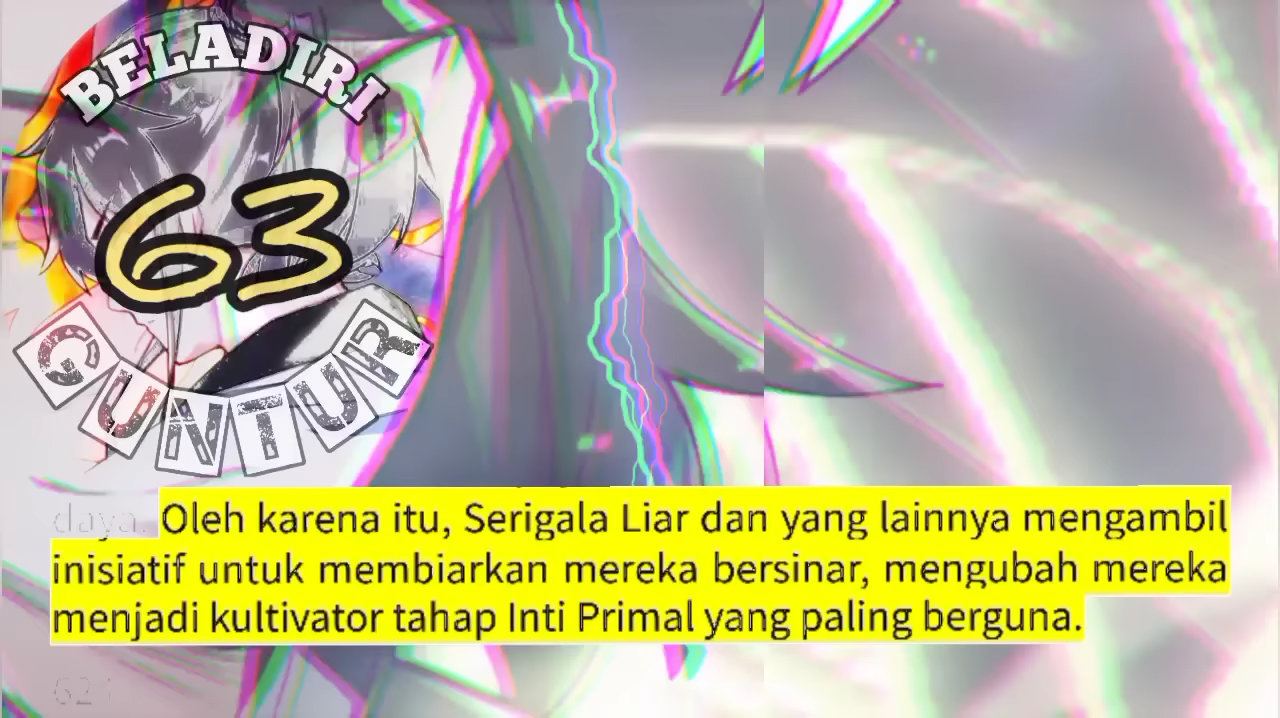 BELADIRI
63
GUNTUR
daya. Oleh karena itu, Serigala Liar dan yang lainnya mengambil
inisiatif untuk membiarkan mereka bersinar, mengubah mereka
menjadi kultivator tahap Inti Primal yang paling berguna.